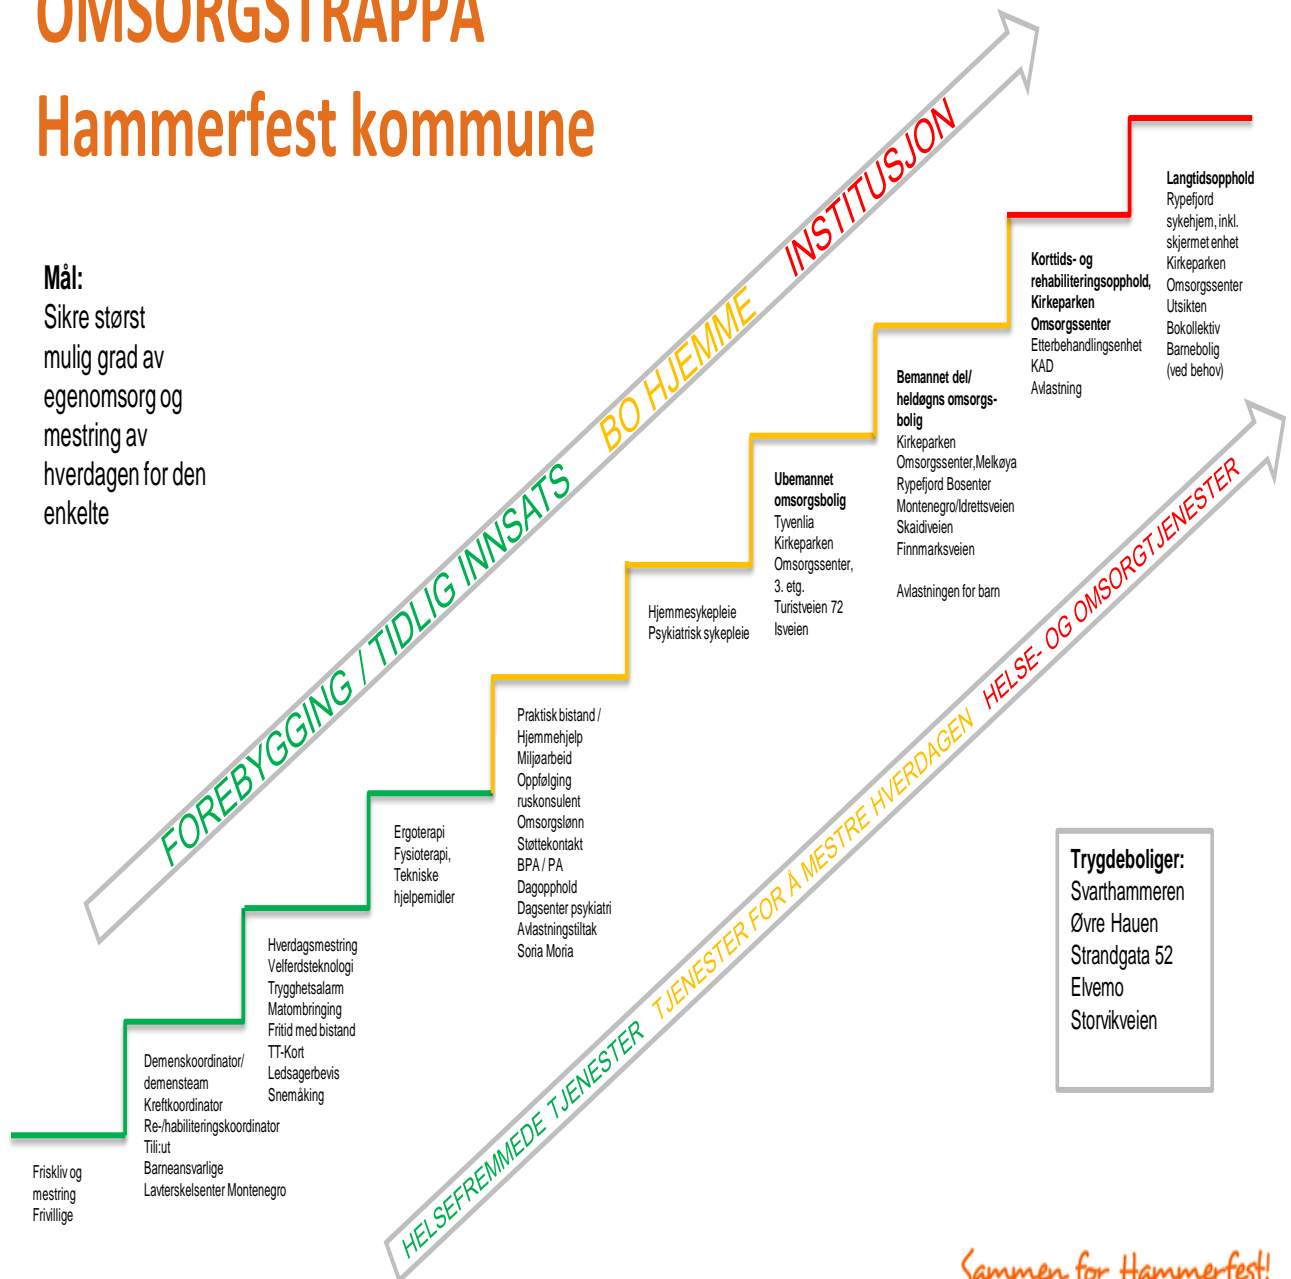 OMSORGSTRAPPA
Hammerfest kommune
Mål:
Sikre størst
mulig grad av
egenomsorg og
mestring av
hverdagen for den
enkelte
FOREBYGGING / TIDLIG INNSATS BO HJEMME INSTITUSJON
Friskliv og
mestring
Frivillige
Demenskoordinator/
demensteam
Kreftkoordinator
Re-/habiliteringskoordinator
Tili:ut
Barneansvarlige
Lavterskelsenter Montenegro
Hverdagsmestring
Velferdsteknologi
Trygghetsalarm
Matombringing
Fritid med bistand
TT-Kort
Ledsagerbevis
Snemåking
Ergoterapi
Fysioterapi,
Tekniske
hjelpemidler
Praktisk bistand /
Hjemmehjelp
Miljøarbeid
Oppfølging
ruskonsulent
Omsorgslønn
Støttekontakt
BPA / PA
Dagopphold
Dagsenter psykiatri
Avlastningstiltak
Soria Moria
Hjemmesykepleie
Psykiatrisk sykepleie
Ubemannet
omsorgsbolig
Tyvenlia
Kirkeparken
Omsorgssenter,
3. etg.
Turistveien 72
Isveien
Bemannet del/
heldøgns omsorgs-
bolig
Kirkeparken
Omsorgssenter,Melkøya
Rypefjord Bosenter
Montenegro/Idrettsveien
Skaidiveien
Finnmarksveien
Avlastningen for barn
Korttids- og
rehabiliteringsopphold,
Kirkeparken
Omsorgssenter
Etterbehandlingsenhet
KAD
Avlastning
Langtidsopphold
Rypefjord
sykehjem, inkl.
skjermet enhet
Kirkeparken
Omsorgssenter
Utsikten
Bokollektiv
Barnebolig
(ved behov)
HELSEFREMMEDE TJENESTER TJENESTER FOR Å MESTRE HVERDAGEN HELSE- OG OMSORGTJENESTER
Trygdeboliger:
Svarthammeren
Øvre Hauen
Strandgata 52
Elvemo
Storvikveien
Sammen for Hammerfest!